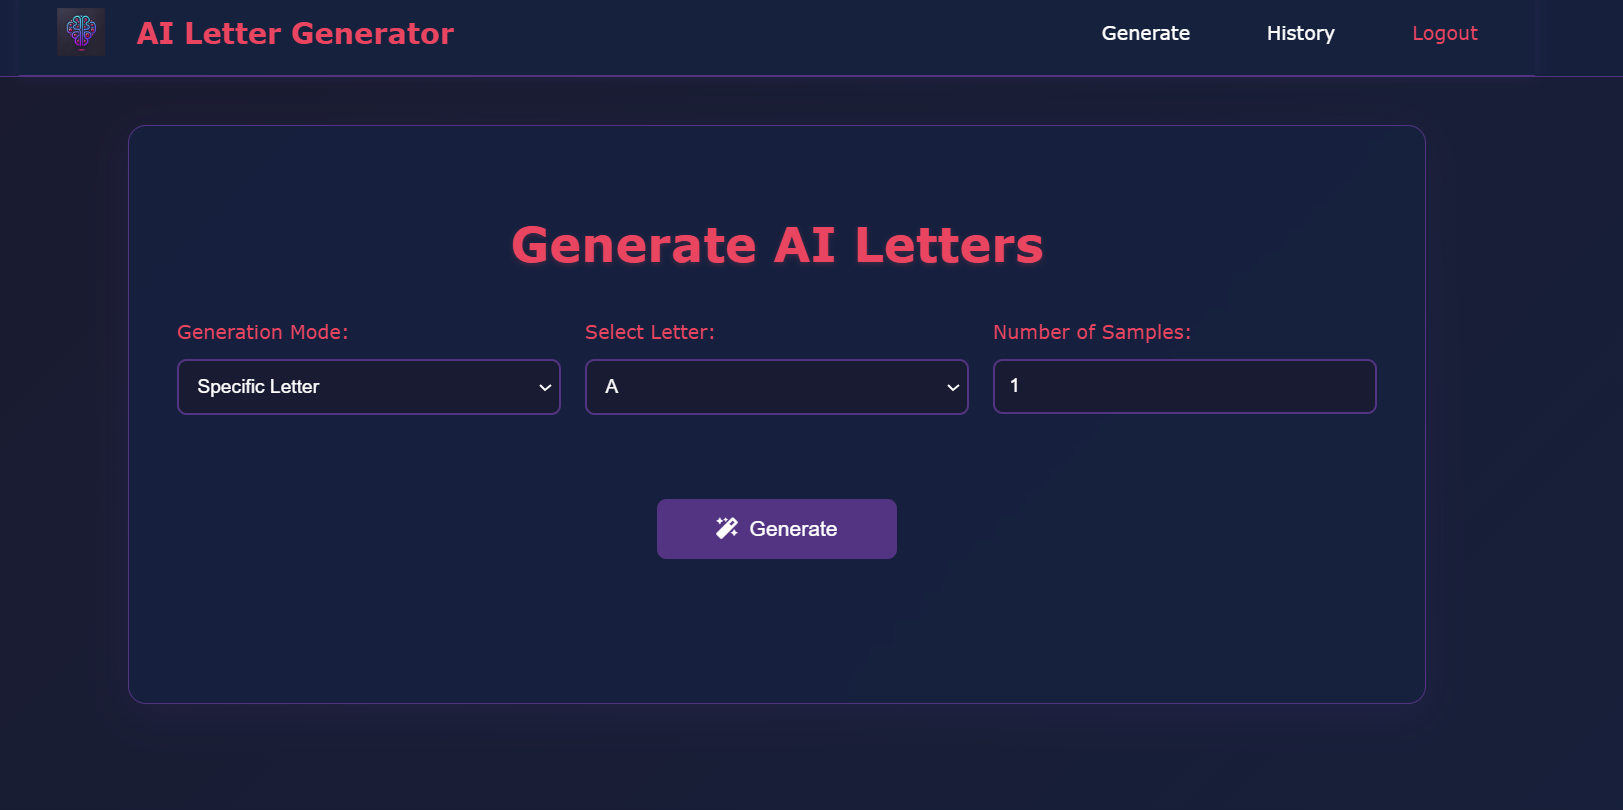 AI Letter Generator
Generate
History
Logout
Generate AI Letters
Generation Mode:
Select Letter:
Number of Samples:
Specific Letter
A
1
Generate